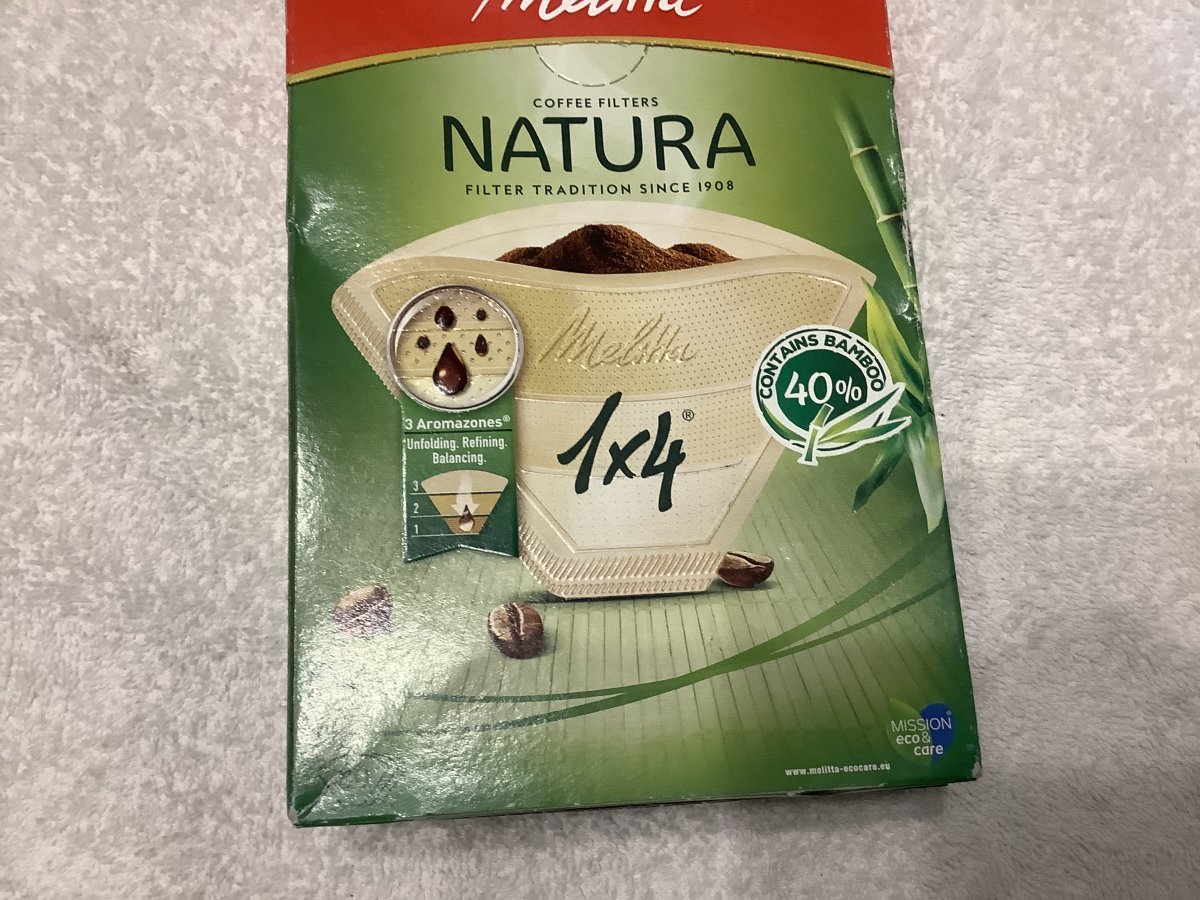 Melitta
COFFEE FILTERS
NATURA
FILTER TRADITION SINCE 1908
Melitta
CONTAINS BAMBOO
40%
1x4®
3 Aromazones®
Unfolding. Refining.
Balancing.
3
2
1
MISSION
eco&
care
www.melitta-ecocare.eu